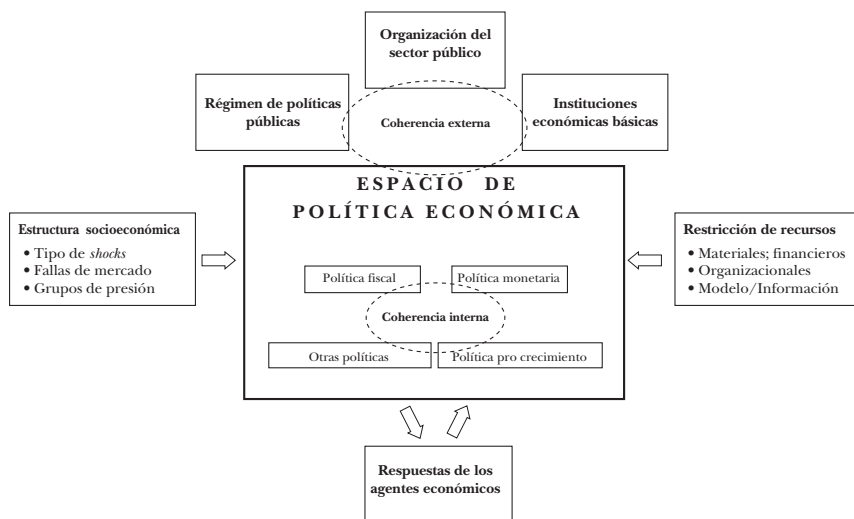 Organización del
sector público
Régimen de políticas
públicas
Coherencia externa
Instituciones
económicas básicas
ESPACIO DE
POLÍTICA ECONÓMICA
Estructura socioeconómica
• Tipo de shocks
• Fallas de mercado
• Grupos de presión
Restricción de recursos
• Materiales; financieros
• Organizacionales
• Modelo/Información
Política fiscal
Política monetaria
Coherencia interna
Otras políticas
Política pro crecimiento
Respuestas de los
agentes económicos